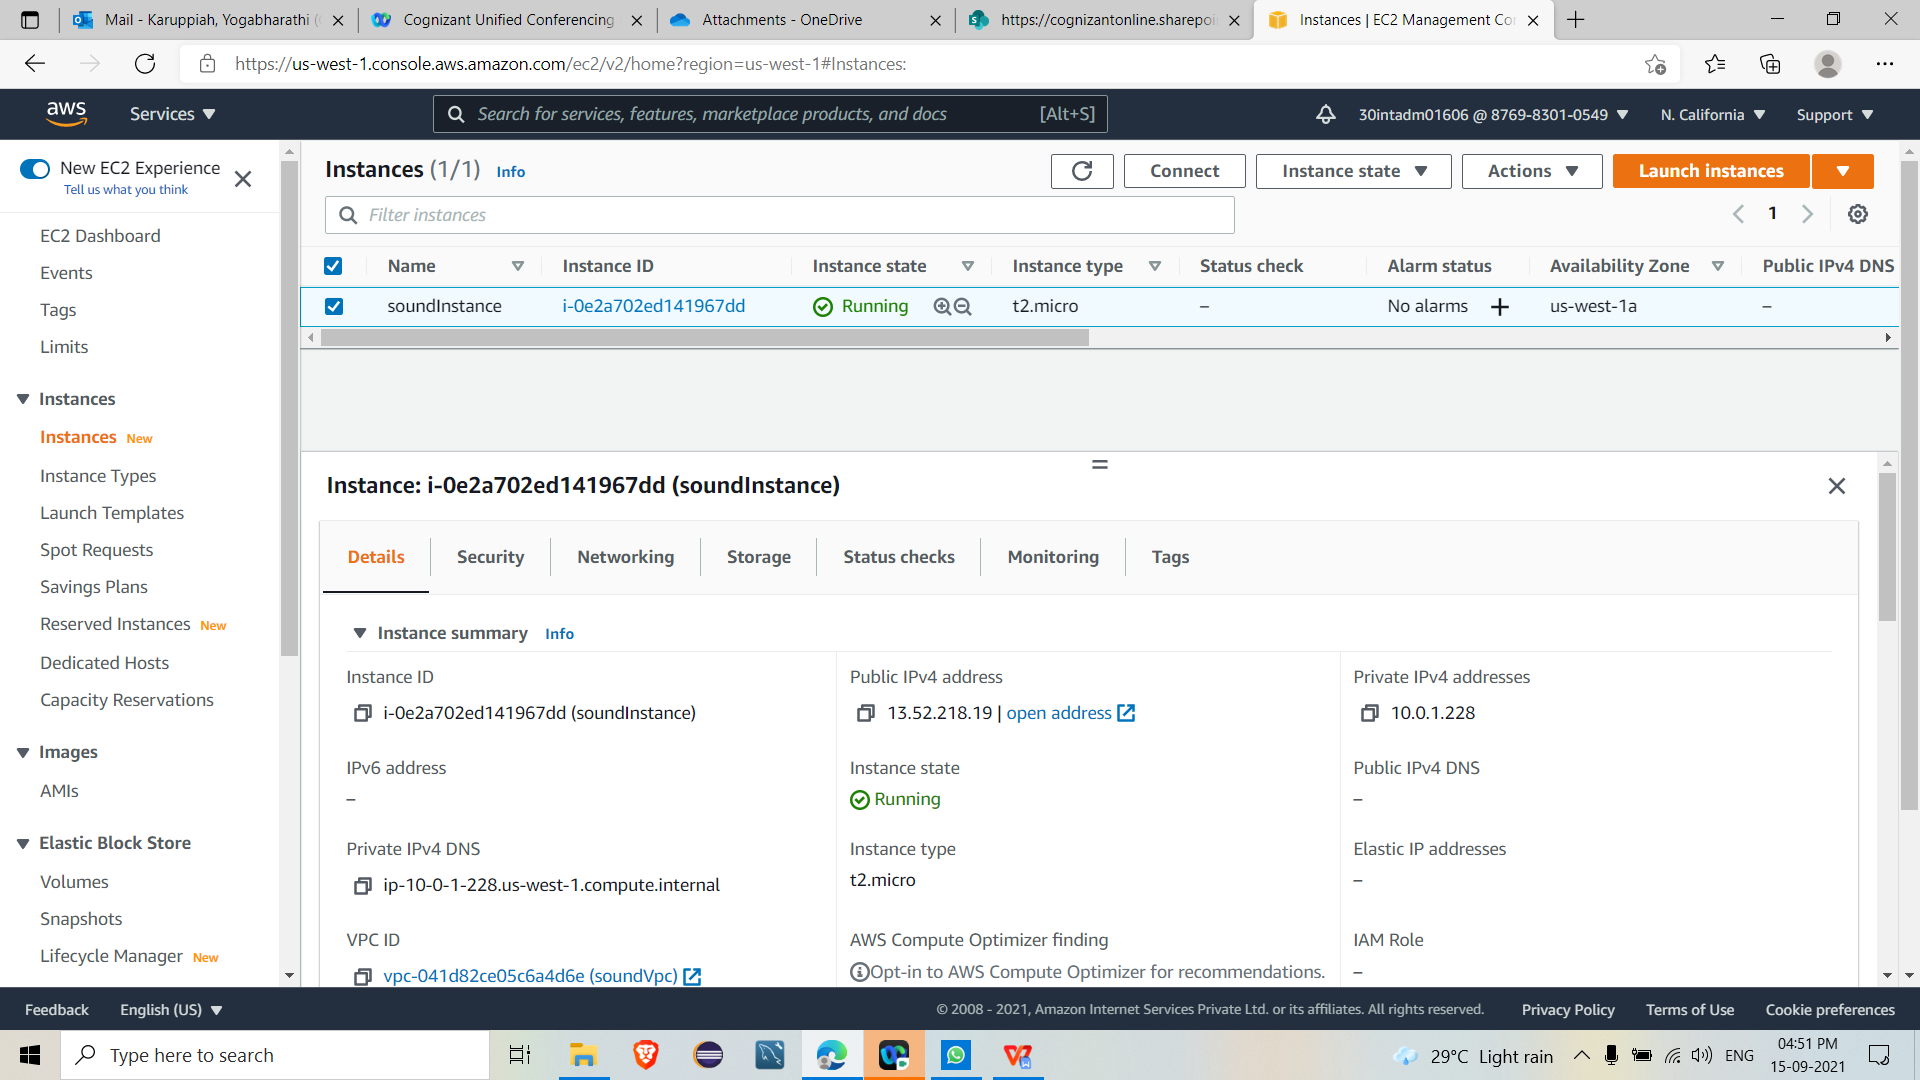 Mail - Karuppiah, Yogabharathi (
Cognizant Unified Conferencing
Attachments - OneDrive
https://cognizantonline.sharepoi
Instances | EC2 Management Co
https://us-west-1.console.aws.amazon.com/ec2/v2/home?region=us-west-1#Instances:
aws
Services
Search for services, features, marketplace products, and docs
[Alt+S]
30intadm01606 @ 8769-8301-0549
N. California
Support
New EC2 Experience
Tell us what you think
EC2 Dashboard
Events
Tags
Limits
Instances
Instances New
Instance Types
Launch Templates
Spot Requests
Savings Plans
Reserved Instances New
Dedicated Hosts
Capacity Reservations
Images
AMIs
Elastic Block Store
Volumes
Snapshots
Lifecycle Manager New
Instances (1/1) Info
Connect
Instance state
Actions
Launch instances
Filter instances
1
Name
Instance ID
Instance state
Instance type
Status check
Alarm status
Availability Zone
Public IPv4 DNS
soundInstance
i-0e2a702ed141967dd
Running
t2.micro
–
No alarms
us-west-1a
–
Instance: i-0e2a702ed141967dd (soundInstance)
Details
Security
Networking
Storage
Status checks
Monitoring
Tags
Instance summary Info
Instance ID
i-0e2a702ed141967dd (soundInstance)
Public IPv4 address
13.52.218.19 | open address
Private IPv4 addresses
10.0.1.228
IPv6 address
–
Instance state
Running
Public IPv4 DNS
–
Private IPv4 DNS
ip-10-0-1-228.us-west-1.compute.internal
Instance type
t2.micro
Elastic IP addresses
–
VPC ID
vpc-041d82ce05c6a4d6e (soundVpc)
AWS Compute Optimizer finding
Opt-in to AWS Compute Optimizer for recommendations.
IAM Role
–
Feedback
English (US)
© 2008 - 2021, Amazon Internet Services Private Ltd. or its affiliates. All rights reserved.
Privacy Policy
Terms of Use
Cookie preferences
Type here to search
29°C Light rain
ENG
04:51 PM
15-09-2021